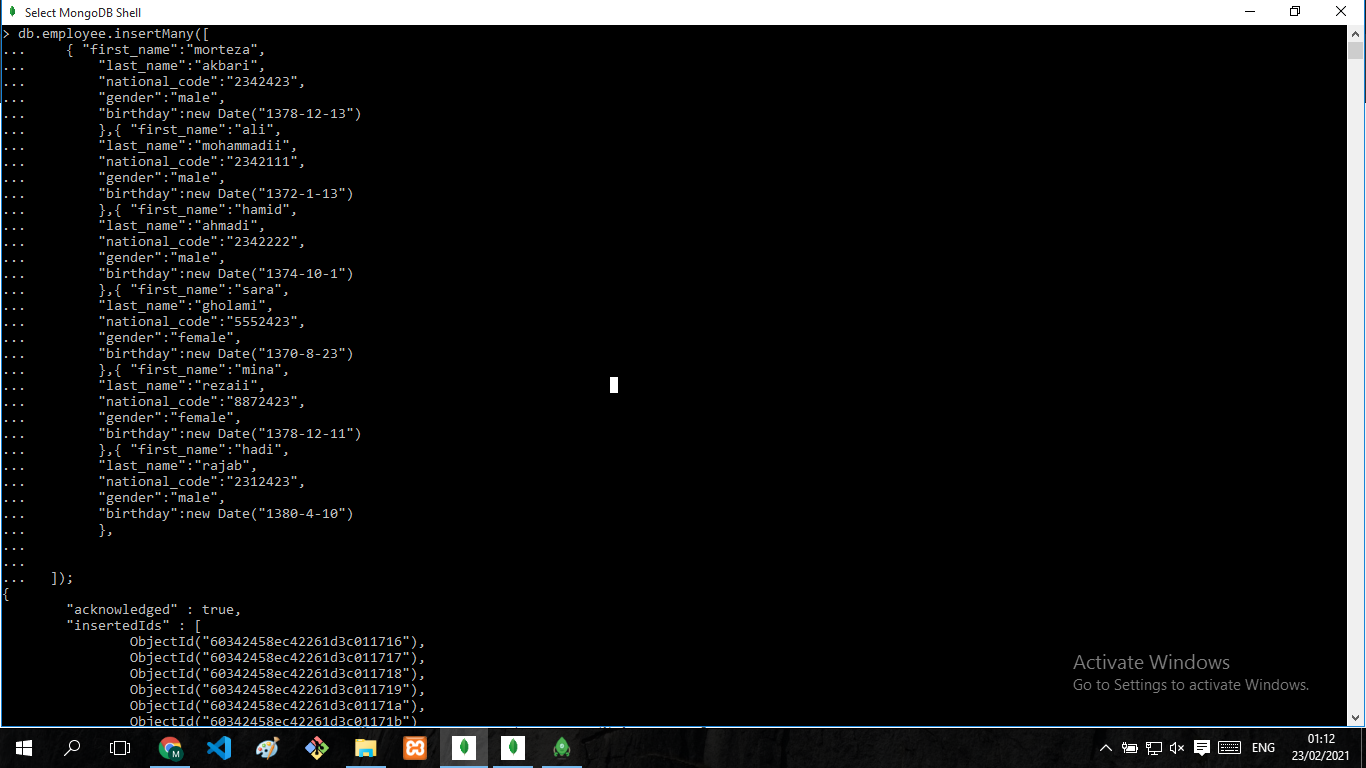 Select MongoDB Shell
> db.employee.insertMany([
...     { "first_name":"morteza",
...         "last_name":"akbari",
...         "national_code":"2342423",
...         "gender":"male",
...         "birthday":new Date("1378-12-13")
...         },{ "first_name":"ali",
...         "last_name":"mohammadii",
...         "national_code":"2342111",
...         "gender":"male",
...         "birthday":new Date("1372-1-13")
...         },{ "first_name":"hamid",
...         "last_name":"ahmadi",
...         "national_code":"2342222",
...         "gender":"male",
...         "birthday":new Date("1374-10-1")
...         },{ "first_name":"sara",
...         "last_name":"gholami",
...         "national_code":"5552423",
...         "gender":"female",
...         "birthday":new Date("1370-8-23")
...         },{ "first_name":"mina",
...         "last_name":"rezaii",
...         "national_code":"8872423",
...         "gender":"female",
...         "birthday":new Date("1378-12-11")
...         },{ "first_name":"hadi",
...         "last_name":"rajab",
...         "national_code":"2312423",
...         "gender":"male",
...         "birthday":new Date("1380-4-10")
...         },
...
...
...   ]);
{
        "acknowledged" : true,
        "insertedIds" : [
                ObjectId("60342458ec42261d3c011716"),
                ObjectId("60342458ec42261d3c011717"),
                ObjectId("60342458ec42261d3c011718"),
                ObjectId("60342458ec42261d3c011719"),
                ObjectId("60342458ec42261d3c01171a"),
                ObjectId("60342458ec42261d3c01171b")
Activate Windows
Go to Settings to activate Windows.
M
ENG
01:12
23/02/2021